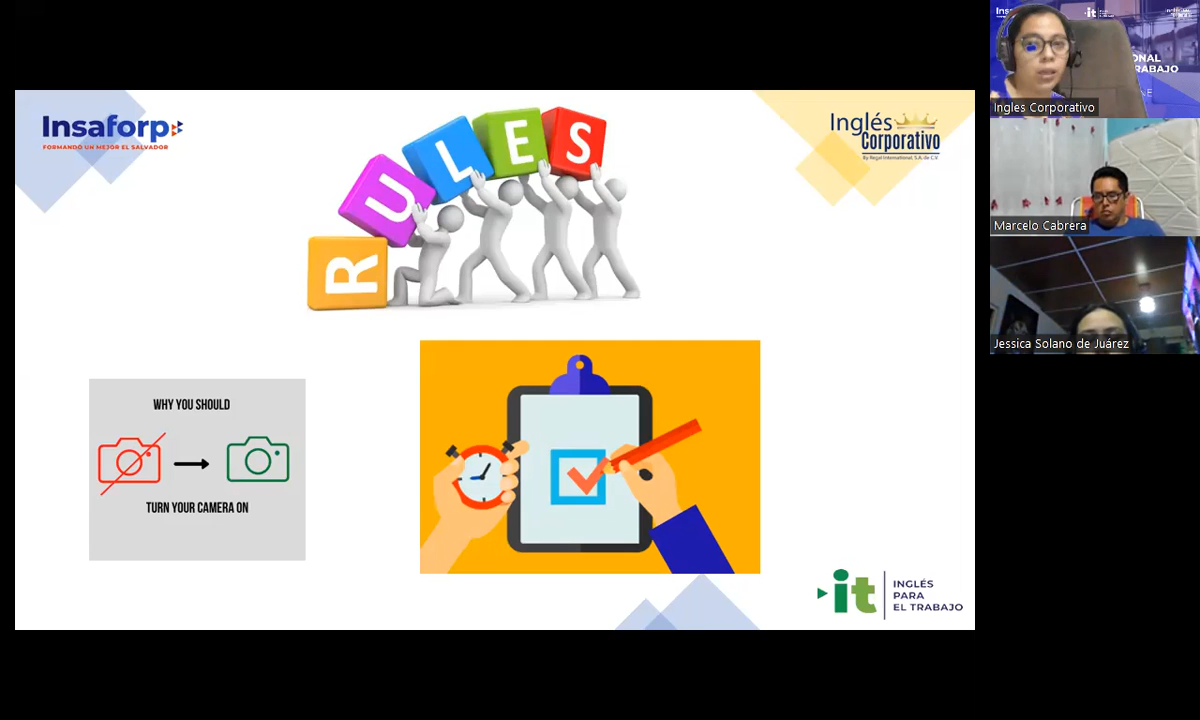 Insaforp
FORMANDO UN MEJOR EL SALVADOR
RULES
Inglés
Corporativo
By Regal International, S.A. de C.V.
WHY YOU SHOULD
TURN YOUR CAMERA ON
it
INGLÉS
PARA
EL TRABAJO
Ingles Corporativo
Marcelo Cabrera
Jessica Solano de Juárez